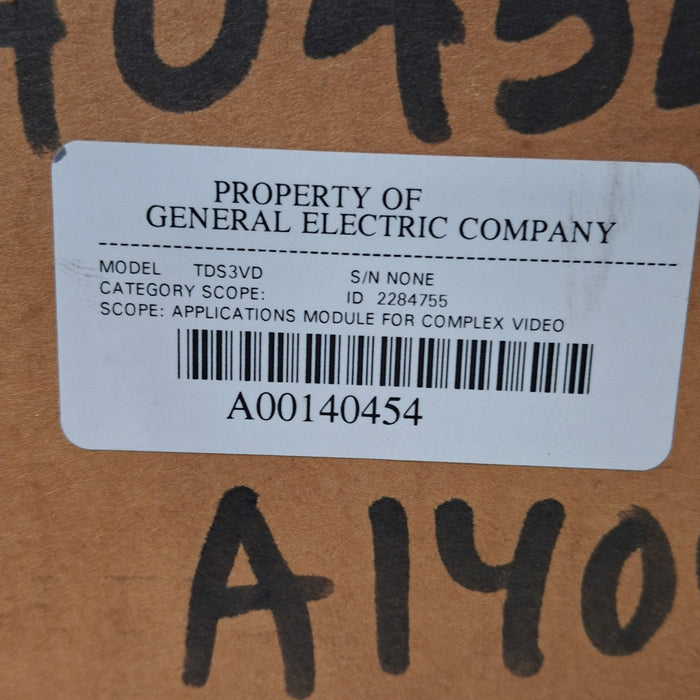 PROPERTY OF
GENERAL ELECTRIC COMPANY
MODEL TDS3VD S/N NONE
CATEGORY SCOPE: ID 2284755
SCOPE: APPLICATIONS MODULE FOR COMPLEX VIDEO
A00140454
A140